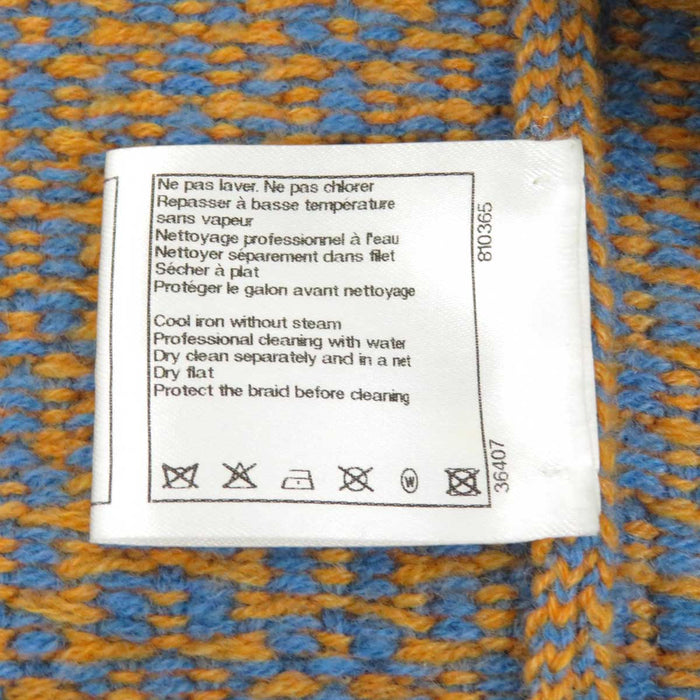 Ne pas laver. Ne pas chlorer
Repasser à basse température
sans vapeur
Nettoyage professionnel à l'eau
Nettoyer séparement dans filet
Sécher à plat
Protéger le galon avant nettoyage
Cool iron without steam
Professional cleaning with water
Dry clean separately and in a net
Dry flat
Protect the braid before cleaning
W
810365
36407